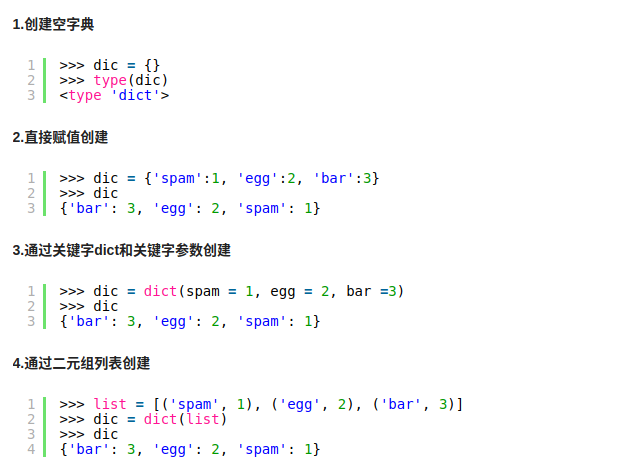 1.创建空字典
1 >>> dic = {}
2 >>> type(dic)
3 <type 'dict'>
2.直接赋值创建
1 >>> dic = {'spam':1, 'egg':2, 'bar':3}
2 >>> dic
3 {'bar': 3, 'egg': 2, 'spam': 1}
3.通过关键字dict和关键字参数创建
1 >>> dic = dict(spam = 1, egg = 2, bar =3)
2 >>> dic
3 {'bar': 3, 'egg': 2, 'spam': 1}
4.通过二元组列表创建
1 >>> list = [('spam', 1), ('egg', 2), ('bar', 3)]
2 >>> dic = dict(list)
3 >>> dic
4 {'bar': 3, 'egg': 2, 'spam': 1}